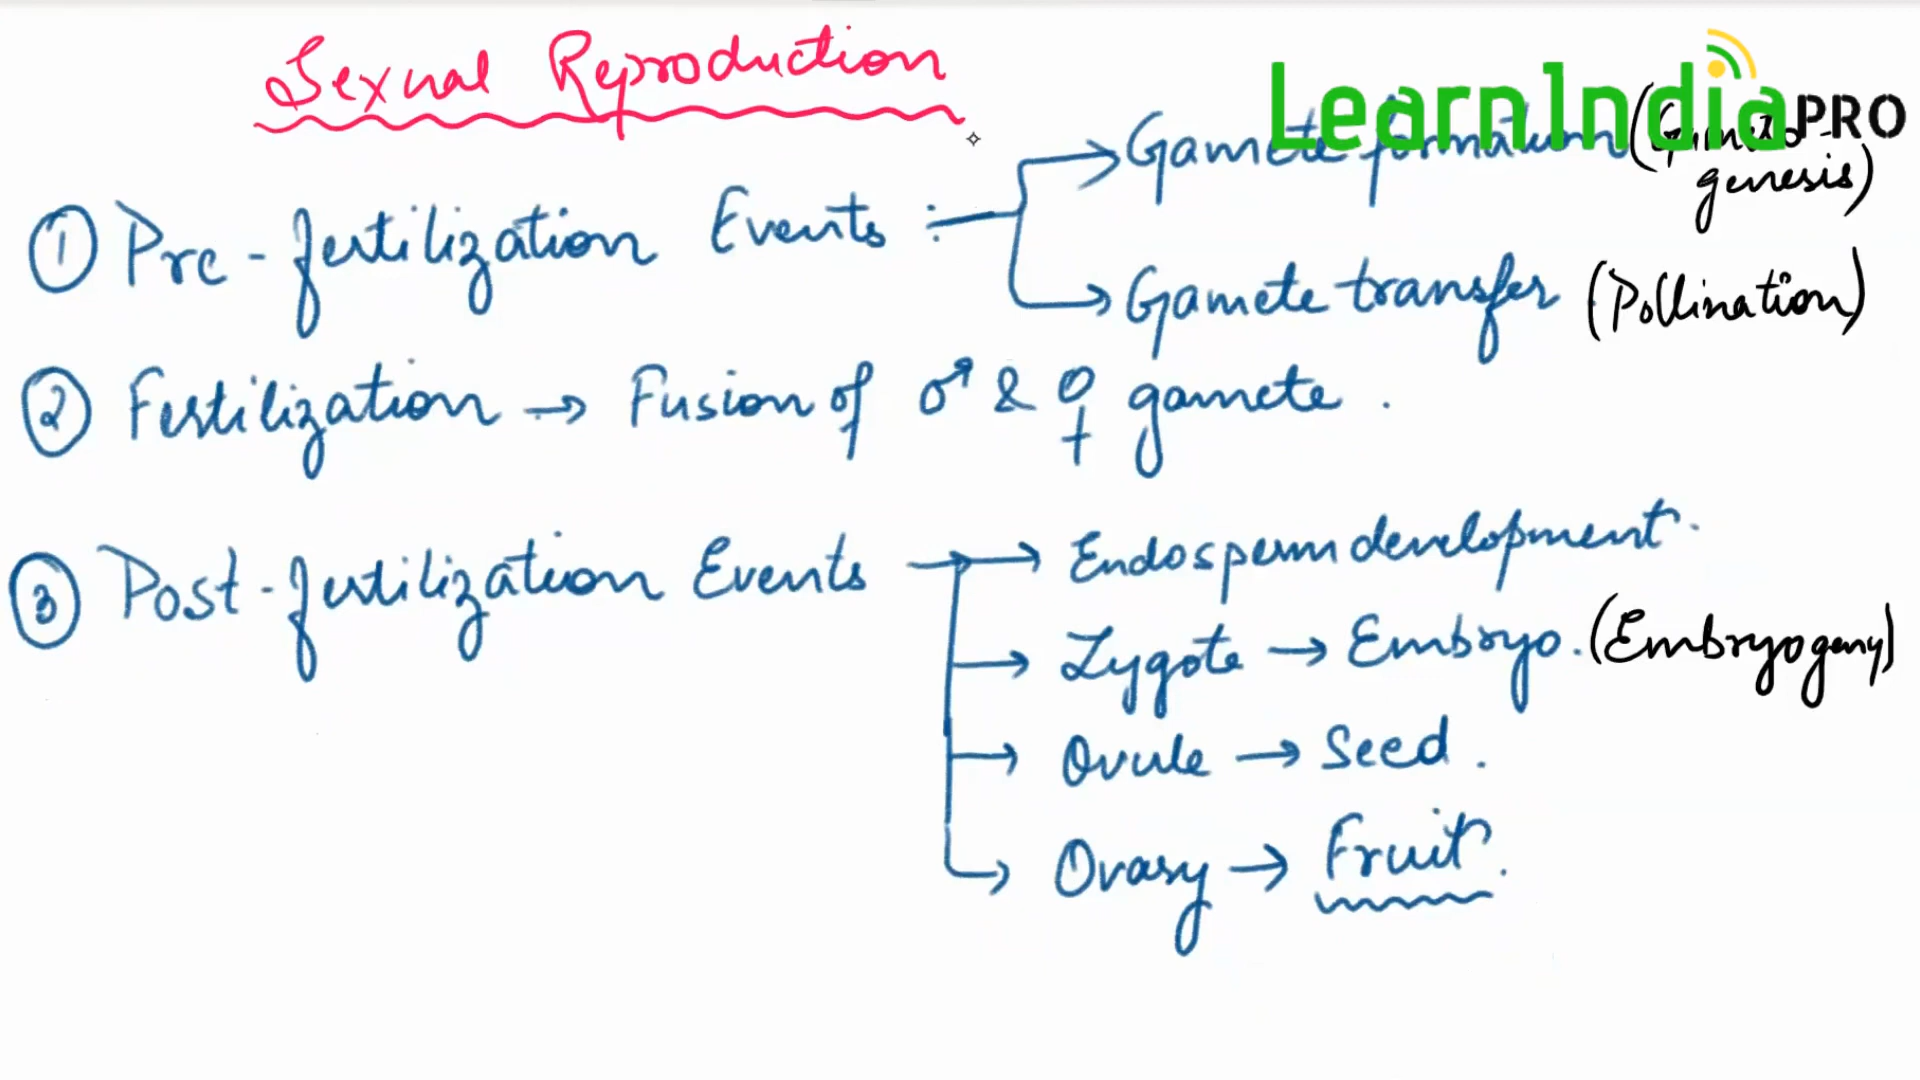 Sexual Reproduction
LearnIndia PRO
① Pre-fertilization Events :- → Gamete formation (Gameto-
genesis)
→ Gamete transfer (Pollination)
② Fertilization → Fusion of ♂ & ♀ gamete.
③ Post-fertilization Events → → Endosperm development.
→ Zygote → Embryo. (Embryogeny)
→ Ovule → Seed.
→ Ovary → Fruit.